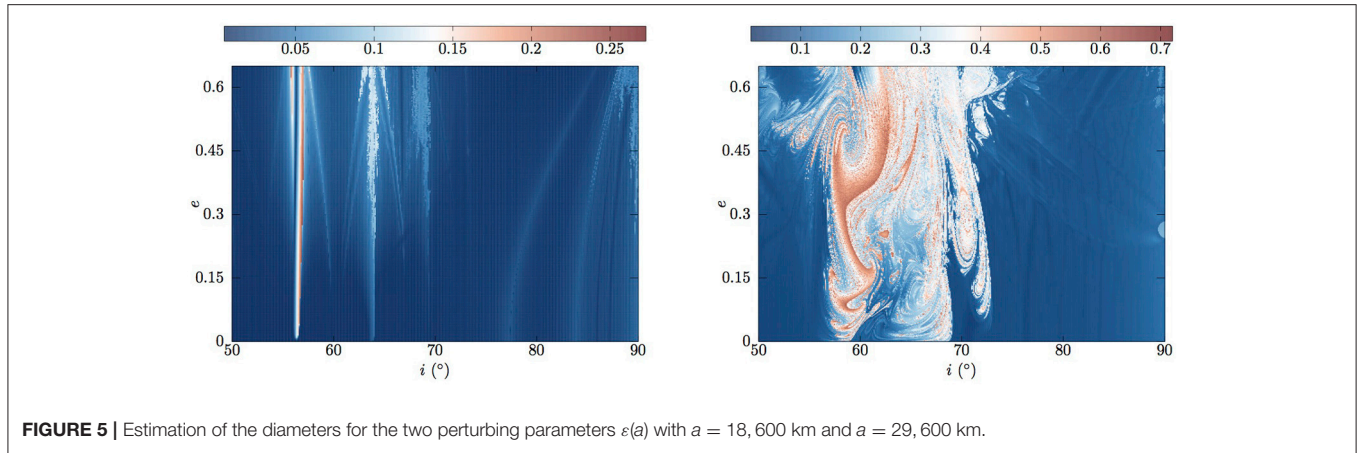 0.05 0.1 0.15 0.2 0.25
0.1 0.2 0.3 0.4 0.5 0.6 0.7
0.6
0.45
e
0.3
0.15
0
50 60 70 80 90
i (°)
0.6
0.45
e
0.3
0.15
0
50 60 70 80 90
i (°)
FIGURE 5 | Estimation of the diameters for the two perturbing parameters ε(a) with a = 18, 600 km and a = 29, 600 km.